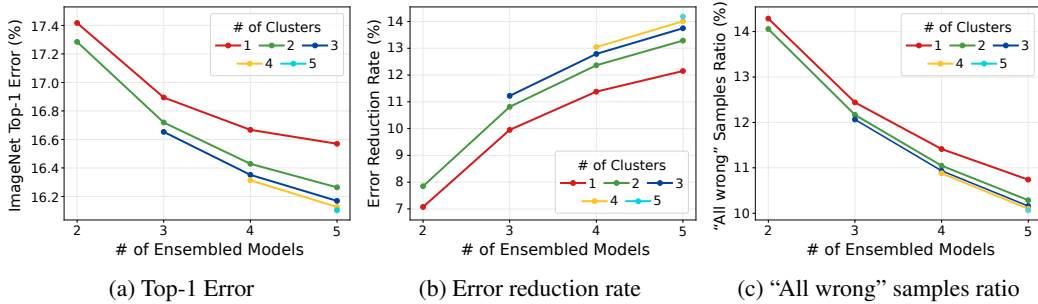 ImageNet Top-1 Error (%)
17.4
17.2
17.0
16.8
16.6
16.4
16.2
# of Clusters
1 2 3
4 5
2 3 4 5
# of Ensembled Models
(a) Top-1 Error
Error Reduction Rate (%)
14
13
12
11
10
9
8
7
# of Clusters
1 2 3
4 5
2 3 4 5
# of Ensembled Models
(b) Error reduction rate
“All wrong” Samples Ratio (%)
14
13
12
11
10
# of Clusters
1 2 3
4 5
2 3 4 5
# of Ensembled Models
(c) “All wrong” samples ratio